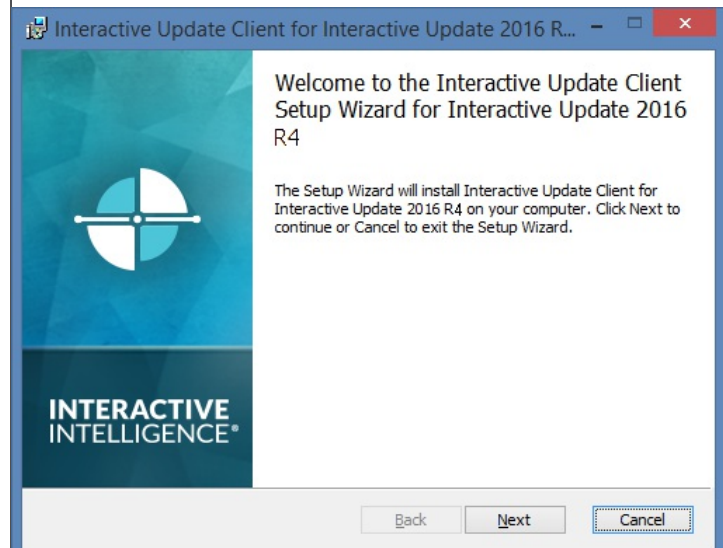 Interactive Update Client for Interactive Update 2016 R...
Welcome to the Interactive Update Client
Setup Wizard for Interactive Update 2016
R4
The Setup Wizard will install Interactive Update Client for
Interactive Update 2016 R4 on your computer. Click Next to
continue or Cancel to exit the Setup Wizard.
INTERACTIVE
INTELLIGENCE®
Back Next Cancel